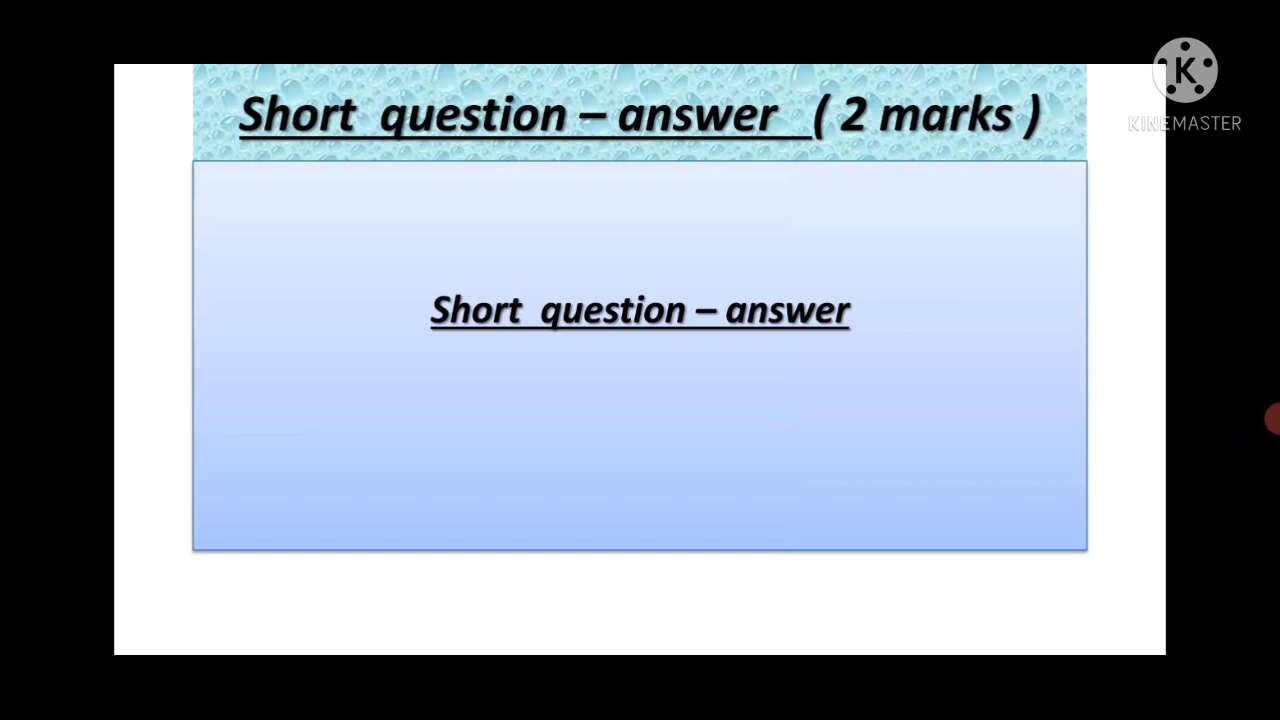 Short question – answer ( 2 marks )
K
KINEMASTER
Short question – answer